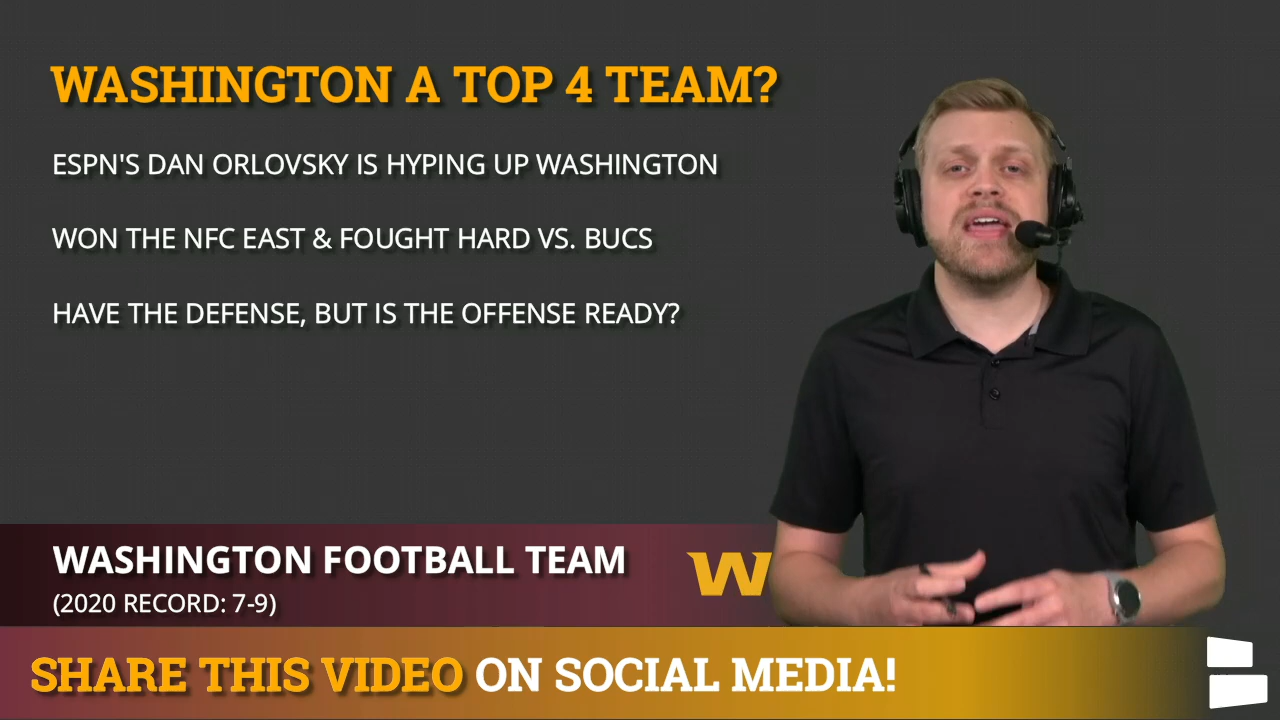 WASHINGTON A TOP 4 TEAM?
ESPN'S DAN ORLOVSKY IS HYPING UP WASHINGTON
WON THE NFC EAST & FOUGHT HARD VS. BUCS
HAVE THE DEFENSE, BUT IS THE OFFENSE READY?
WASHINGTON FOOTBALL TEAM
W
(2020 RECORD: 7-9)
SHARE THIS VIDEO ON SOCIAL MEDIA!